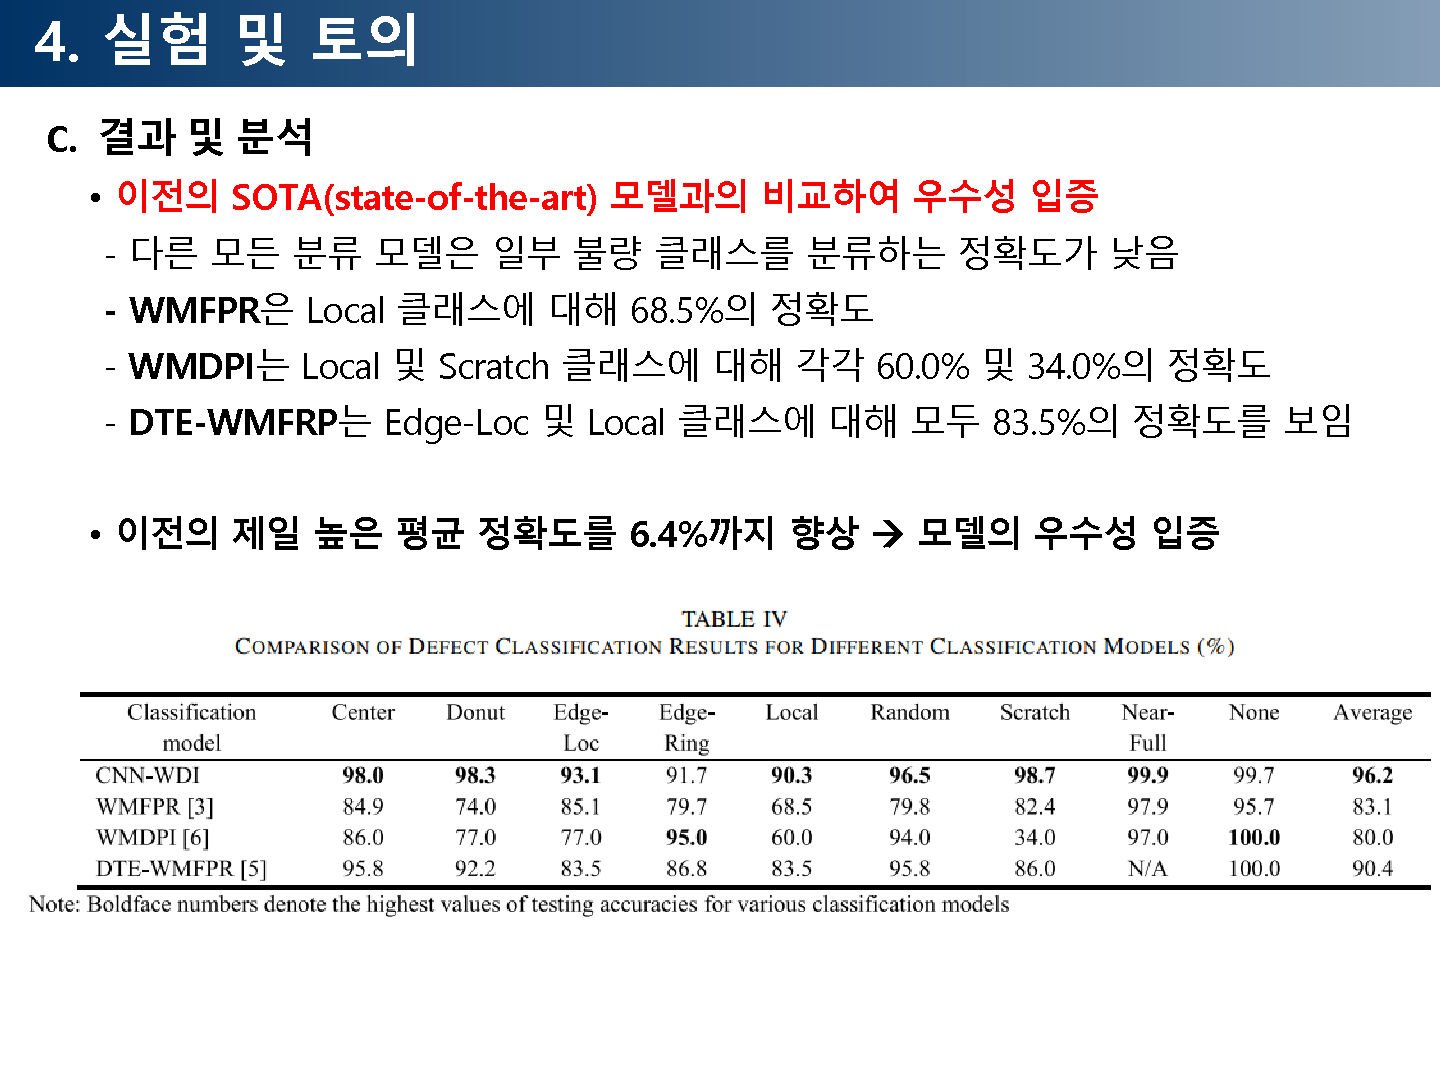 4. 실험 및 토의
C. 결과 및 분석
• 이전의 SOTA(state-of-the-art) 모델과의 비교하여 우수성 입증
- 다른 모든 분류 모델은 일부 불량 클래스를 분류하는 정확도가 낮음
- WMFPR은 Local 클래스에 대해 68.5%의 정확도
- WMDPI는 Local 및 Scratch 클래스에 대해 각각 60.0% 및 34.0%의 정확도
- DTE-WMFRP는 Edge-Loc 및 Local 클래스에 대해 모두 83.5%의 정확도를 보임
• 이전의 제일 높은 평균 정확도를 6.4%까지 향상 → 모델의 우수성 입증
TABLE IV
COMPARISON OF DEFECT CLASSIFICATION RESULTS FOR DIFFERENT CLASSIFICATION MODELS (%)
Classification Center Donut Edge- Edge- Local Random Scratch Near- None Average
model Loc Ring Full
CNN-WDI 98.0 98.3 93.1 91.7 90.3 96.5 98.7 99.9 99.7 96.2
WMFPR [3] 84.9 74.0 85.1 79.7 68.5 79.8 82.4 97.9 95.7 83.1
WMDPI [6] 86.0 77.0 77.0 95.0 60.0 94.0 34.0 97.0 100.0 80.0
DTE-WMFPR [5] 95.8 92.2 83.5 86.8 83.5 95.8 86.0 N/A 100.0 90.4
Note: Boldface numbers denote the highest values of testing accuracies for various classification models